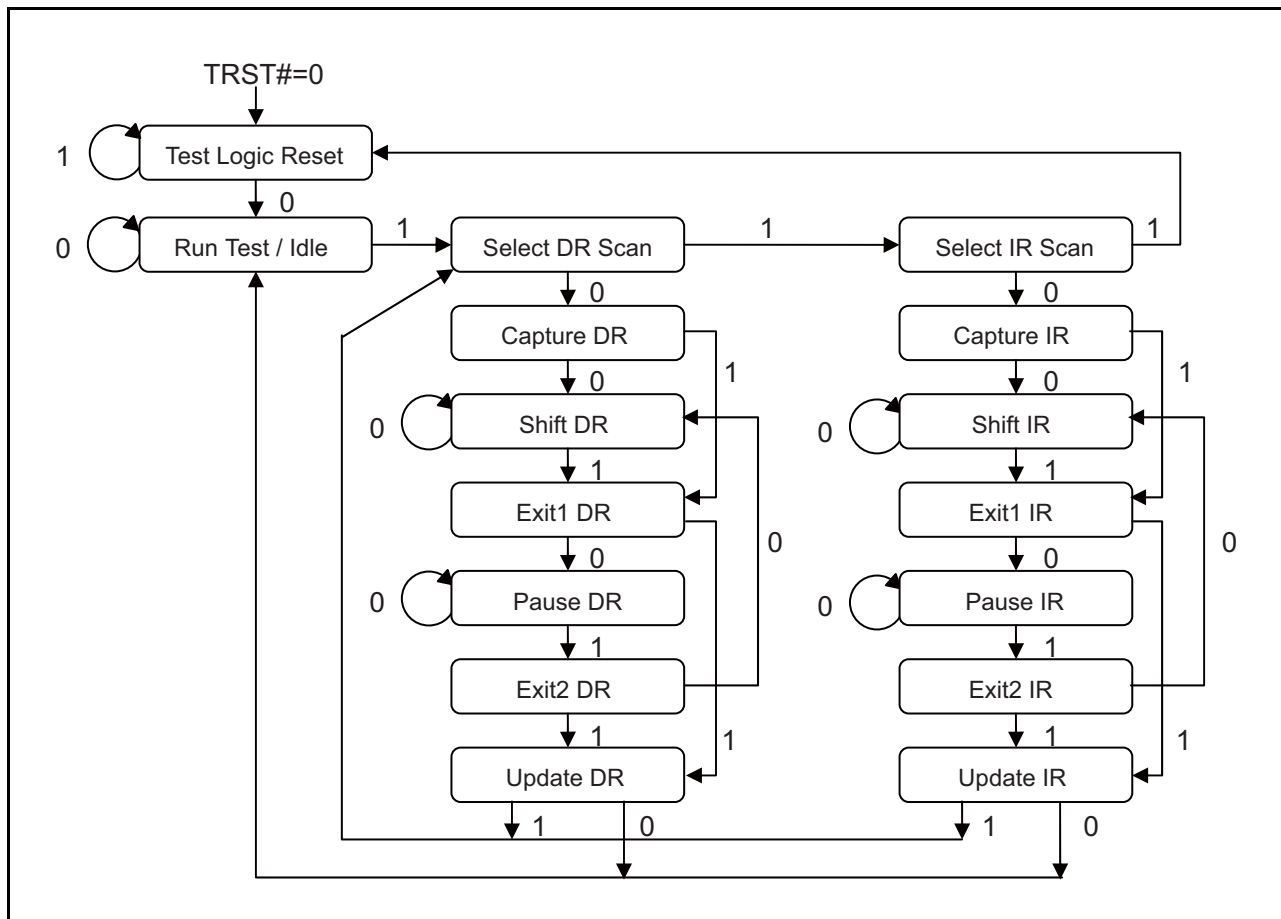 TRST#=0
1
Test Logic Reset
0
0
Run Test / Idle
1
Select DR Scan
1
Select IR Scan
1
0
0
Capture DR
Capture IR
1
1
0
0
0
Shift DR
0
Shift IR
1
1
Exit1 DR
Exit1 IR
0
0
0
0
0
Pause DR
0
Pause IR
1
1
Exit2 DR
Exit2 IR
1
1
1
1
Update DR
Update IR
1
0
1
0